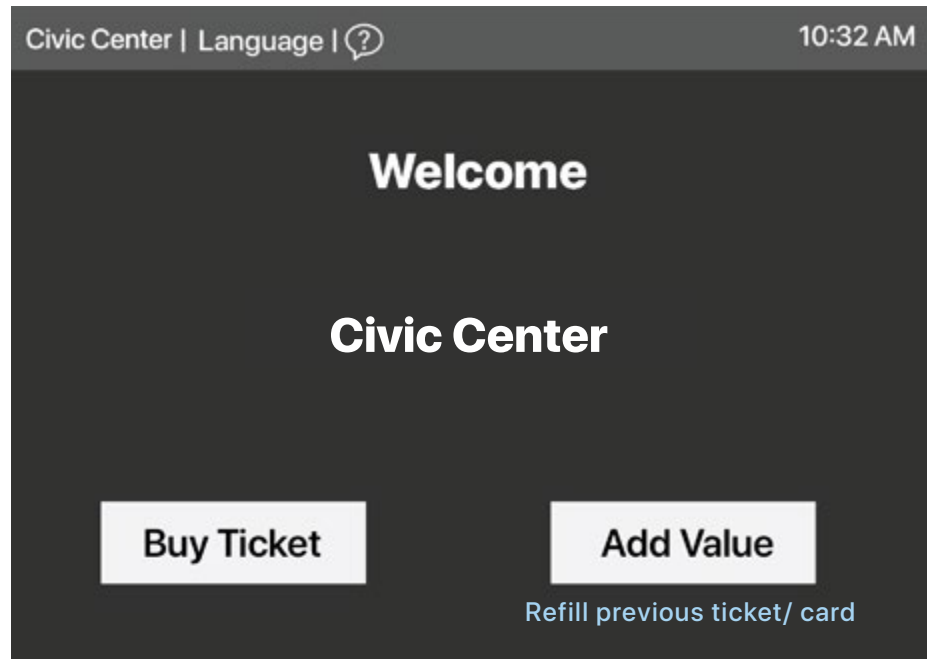 Civic Center | Language | ? 10:32 AM
Welcome
Civic Center
Buy Ticket Add Value
Refill previous ticket/ card